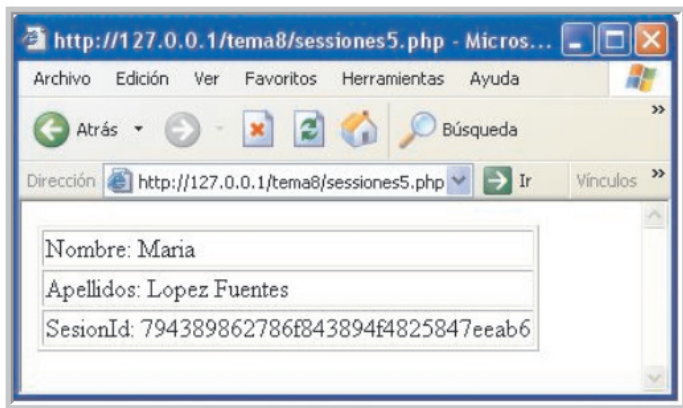 http://127.0.0.1/tema8/sessiones5.php - Micros...
Archivo Edición Ver Favoritos Herramientas Ayuda
Atrás Búsqueda »
Dirección http://127.0.0.1/tema8/sessiones5.php Ir Vínculos »
Nombre: Maria
Apellidos: Lopez Fuentes
SesionId: 794389862786f843894f4825847eeab6